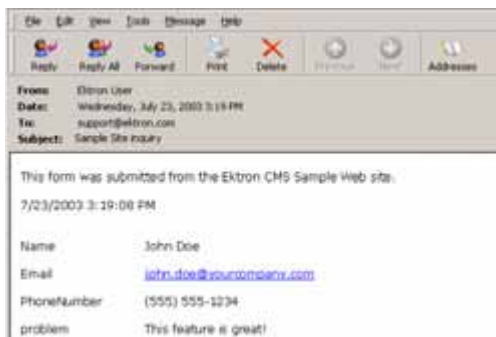 File Edit View Tools Message Help
Reply Reply All Forward Print Delete Previous Next Addresses
From: Ektron User
Date: Wednesday, July 23, 2003 3:19 PM
To: support@ektron.com
Subject: Sample Site inquiry
This form was submitted from the Ektron CMS Sample Web site.
7/23/2003 3:19:08 PM
Name John Doe
Email john.doe@yourcompany.com
PhoneNumber (555) 555-1234
problem This feature is great!